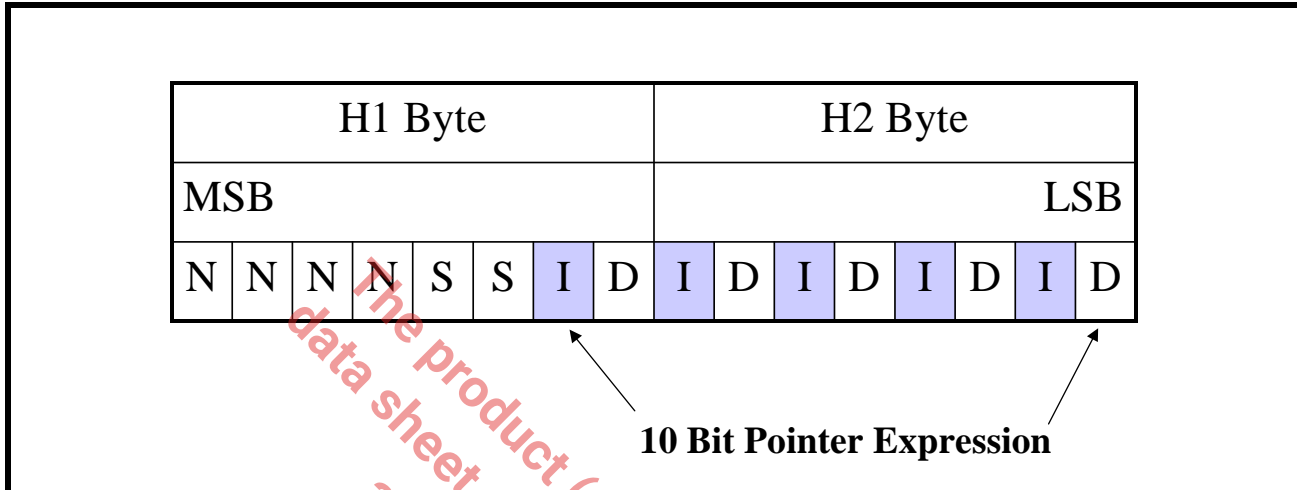 H1 Byte H2 Byte
MSB LSB
N N N N S S I D I D I D I D I D
10 Bit Pointer Expression
The product (
data sheet